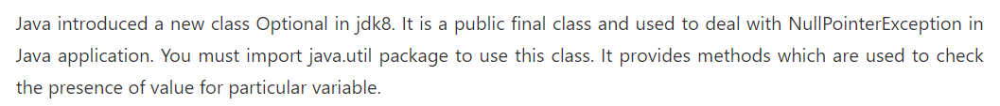 Java introduced a new class Optional in jdk8. It is a public final class and used to deal with NullPointerException in
Java application. You must import java.util package to use this class. It provides methods which are used to check
the presence of value for particular variable.